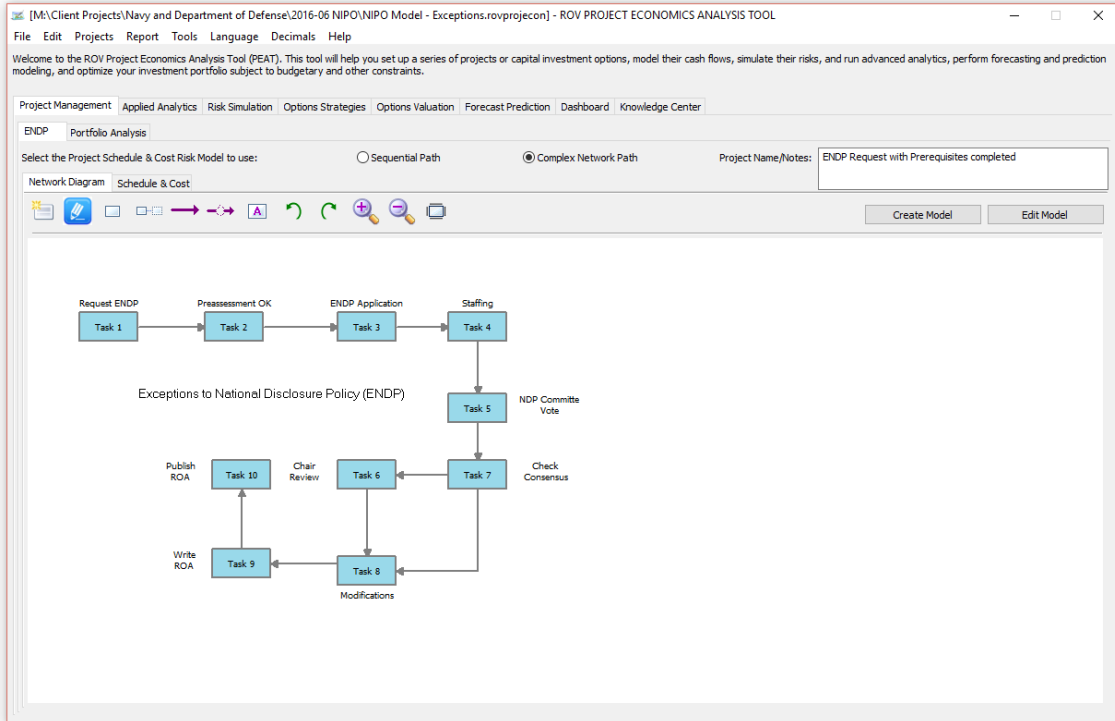 [M:\Client Projects\Navy and Department of Defense\2016-06 NIPO\NIPO Model - Exceptions.rovprojecon] - ROV PROJECT ECONOMICS ANALYSIS TOOL
File Edit Projects Report Tools Language Decimals Help
Welcome to the ROV Project Economics Analysis Tool (PEAT). This tool will help you set up a series of projects or capital investment options, model their cash flows, simulate their risks, and run advanced analytics, perform forecasting and prediction
modeling, and optimize your investment portfolio subject to budgetary and other constraints.
Project Management Applied Analytics Risk Simulation Options Strategies Options Valuation Forecast Prediction Dashboard Knowledge Center
ENDP Portfolio Analysis
Select the Project Schedule & Cost Risk Model to use: Sequential Path Complex Network Path Project Name/Notes: ENDP Request with Prerequisites completed
Network Diagram Schedule & Cost
A Create Model Edit Model
Request ENDP Preassessment OK ENDP Application Staffing
Task 1 Task 2 Task 3 Task 4
Exceptions to National Disclosure Policy (ENDP)
Task 5
NDP Committe
Vote
Publish
ROA
Task 10
Chair
Review
Task 6
Task 7
Check
Consensus
Write
ROA
Task 9
Task 8
Modifications